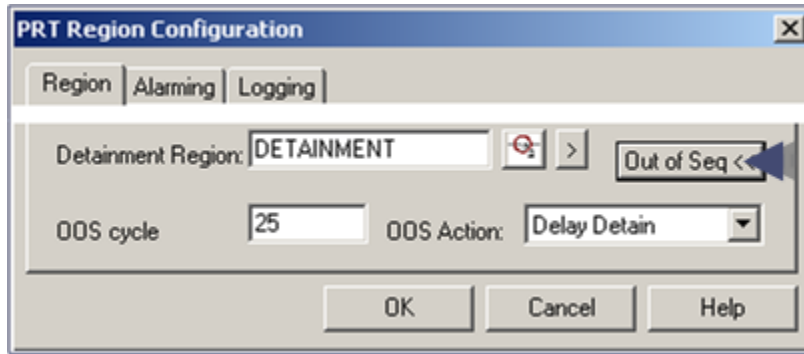 PRT Region Configuration
Region Alarming Logging
Detainment Region: DETAINMENT > Out of Seq <<
OOS cycle 25 OOS Action: Delay Detain
OK Cancel Help